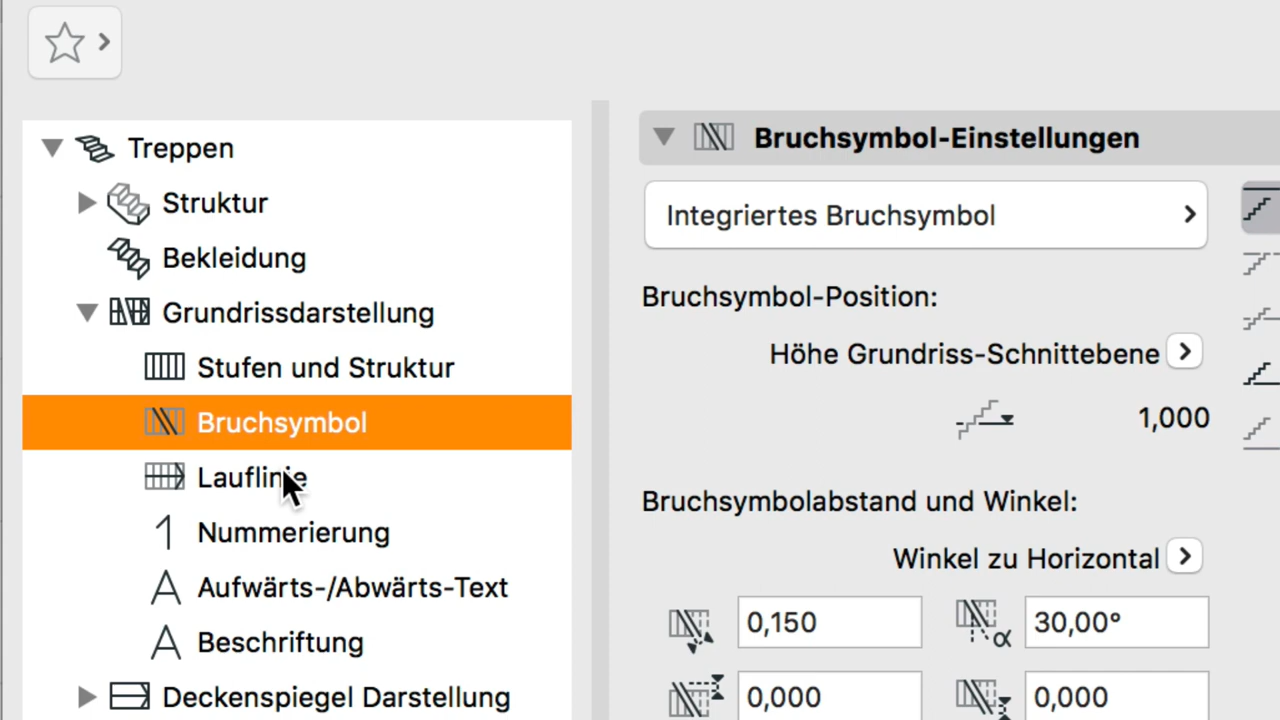 Treppen
Struktur
Bekleidung
Grundrissdarstellung
Stufen und Struktur
Bruchsymbol
Lauflinie
Nummerierung
Aufwärts-/Abwärts-Text
Beschriftung
Deckenspiegel Darstellung
Bruchsymbol-Einstellungen
Integriertes Bruchsymbol
Bruchsymbol-Position:
Höhe Grundriss-Schnittebene
1,000
Bruchsymbolabstand und Winkel:
Winkel zu Horizontal
0,150 30,00°
0,000 0,000